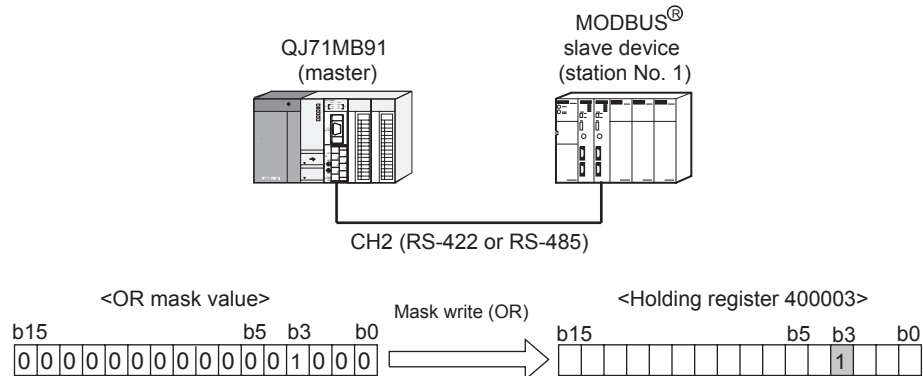 QJ71MB91
(master)
MODBUS®
slave device
(station No. 1)
CH2 (RS-422 or RS-485)
<OR mask value>
b15 b5 b3 b0
0 0 0 0 0 0 0 0 0 0 0 0 1 0 0 0
Mask write (OR)
<Holding register 400003>
b15 b5 b3 b0
1